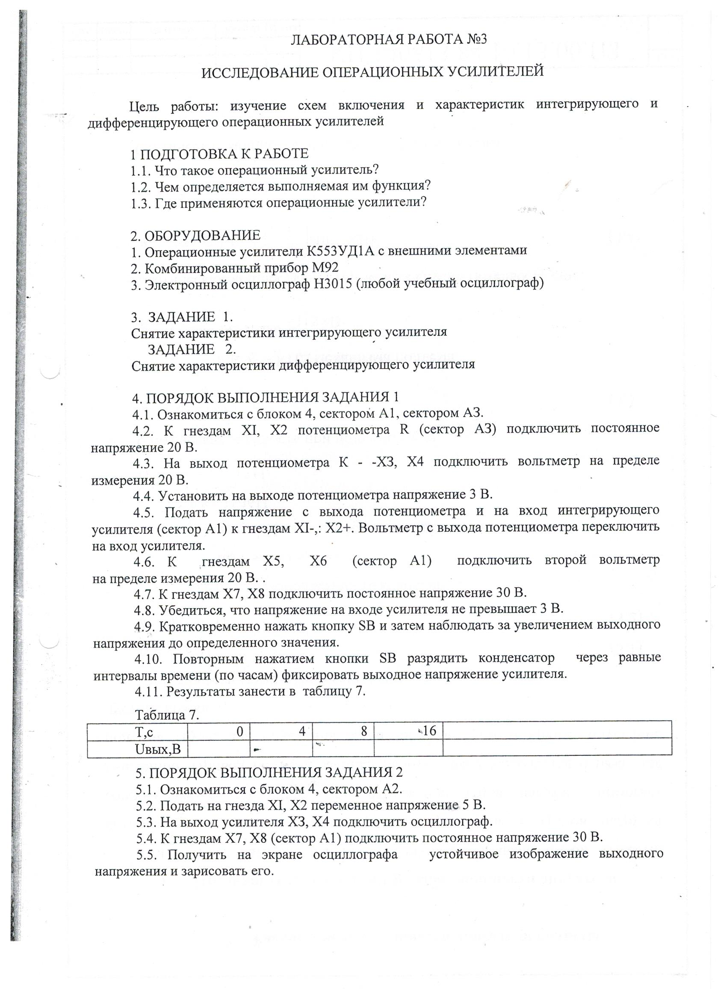 ЛАБОРАТОРНАЯ РАБОТА №3
ИССЛЕДОВАНИЕ ОПЕРАЦИОННЫХ УСИЛИТЕЛЕЙ
Цель работы: изучение схем включения и характеристик интегрирующего и
дифференцирующего операционных усилителей
1 ПОДГОТОВКА К РАБОТЕ
1.1. Что такое операционный усилитель?
1.2. Чем определяется выполняемая им функция?
1.3. Где применяются операционные усилители?
2. ОБОРУДОВАНИЕ
1. Операционные усилители К553УД1А с внешними элементами
2. Комбинированный прибор М92
3. Электронный осциллограф Н3015 (любой учебный осциллограф)
3. ЗАДАНИЕ 1.
Снятие характеристики интегрирующего усилителя
ЗАДАНИЕ 2.
Снятие характеристики дифференцирующего усилителя
4. ПОРЯДОК ВЫПОЛНЕНИЯ ЗАДАНИЯ 1
4.1. Ознакомиться с блоком 4, сектором А1, сектором А3.
4.2. К гнездам XI, X2 потенциометра R (сектор А3) подключить постоянное
напряжение 20 В.
4.3. На выход потенциометра К - -Х3, Х4 подключить вольтметр на пределе
измерения 20 В.
4.4. Установить на выходе потенциометра напряжение 3 В.
4.5. Подать напряжение с выхода потенциометра и на вход интегрирующего
усилителя (сектор А1) к гнездам XI-,: X2+. Вольтметр с выхода потенциометра переключить
на вход усилителя.
4.6. К гнездам Х5, Х6 (сектор А1) подключить второй вольтметр
на пределе измерения 20 В. .
4.7. К гнездам Х7, Х8 подключить постоянное напряжение 30 В.
4.8. Убедиться, что напряжение на входе усилителя не превышает 3 В.
4.9. Кратковременно нажать кнопку SB и затем наблюдать за увеличением выходного
напряжения до определенного значения.
4.10. Повторным нажатием кнопки SB разрядить конденсатор через равные
интервалы времени (по часам) фиксировать выходное напряжение усилителя.
4.11. Результаты занести в таблицу 7.
Таблица 7.
Т,с 0 4 8 16
Uвых,В
5. ПОРЯДОК ВЫПОЛНЕНИЯ ЗАДАНИЯ 2
5.1. Ознакомиться с блоком 4, сектором А2.
5.2. Подать на гнезда XI, X2 переменное напряжение 5 В.
5.3. На выход усилителя Х3, Х4 подключить осциллограф.
5.4. К гнездам Х7, Х8 (сектор А1) подключить постоянное напряжение 30 В.
5.5. Получить на экране осциллографа устойчивое изображение выходного
напряжения и зарисовать его.